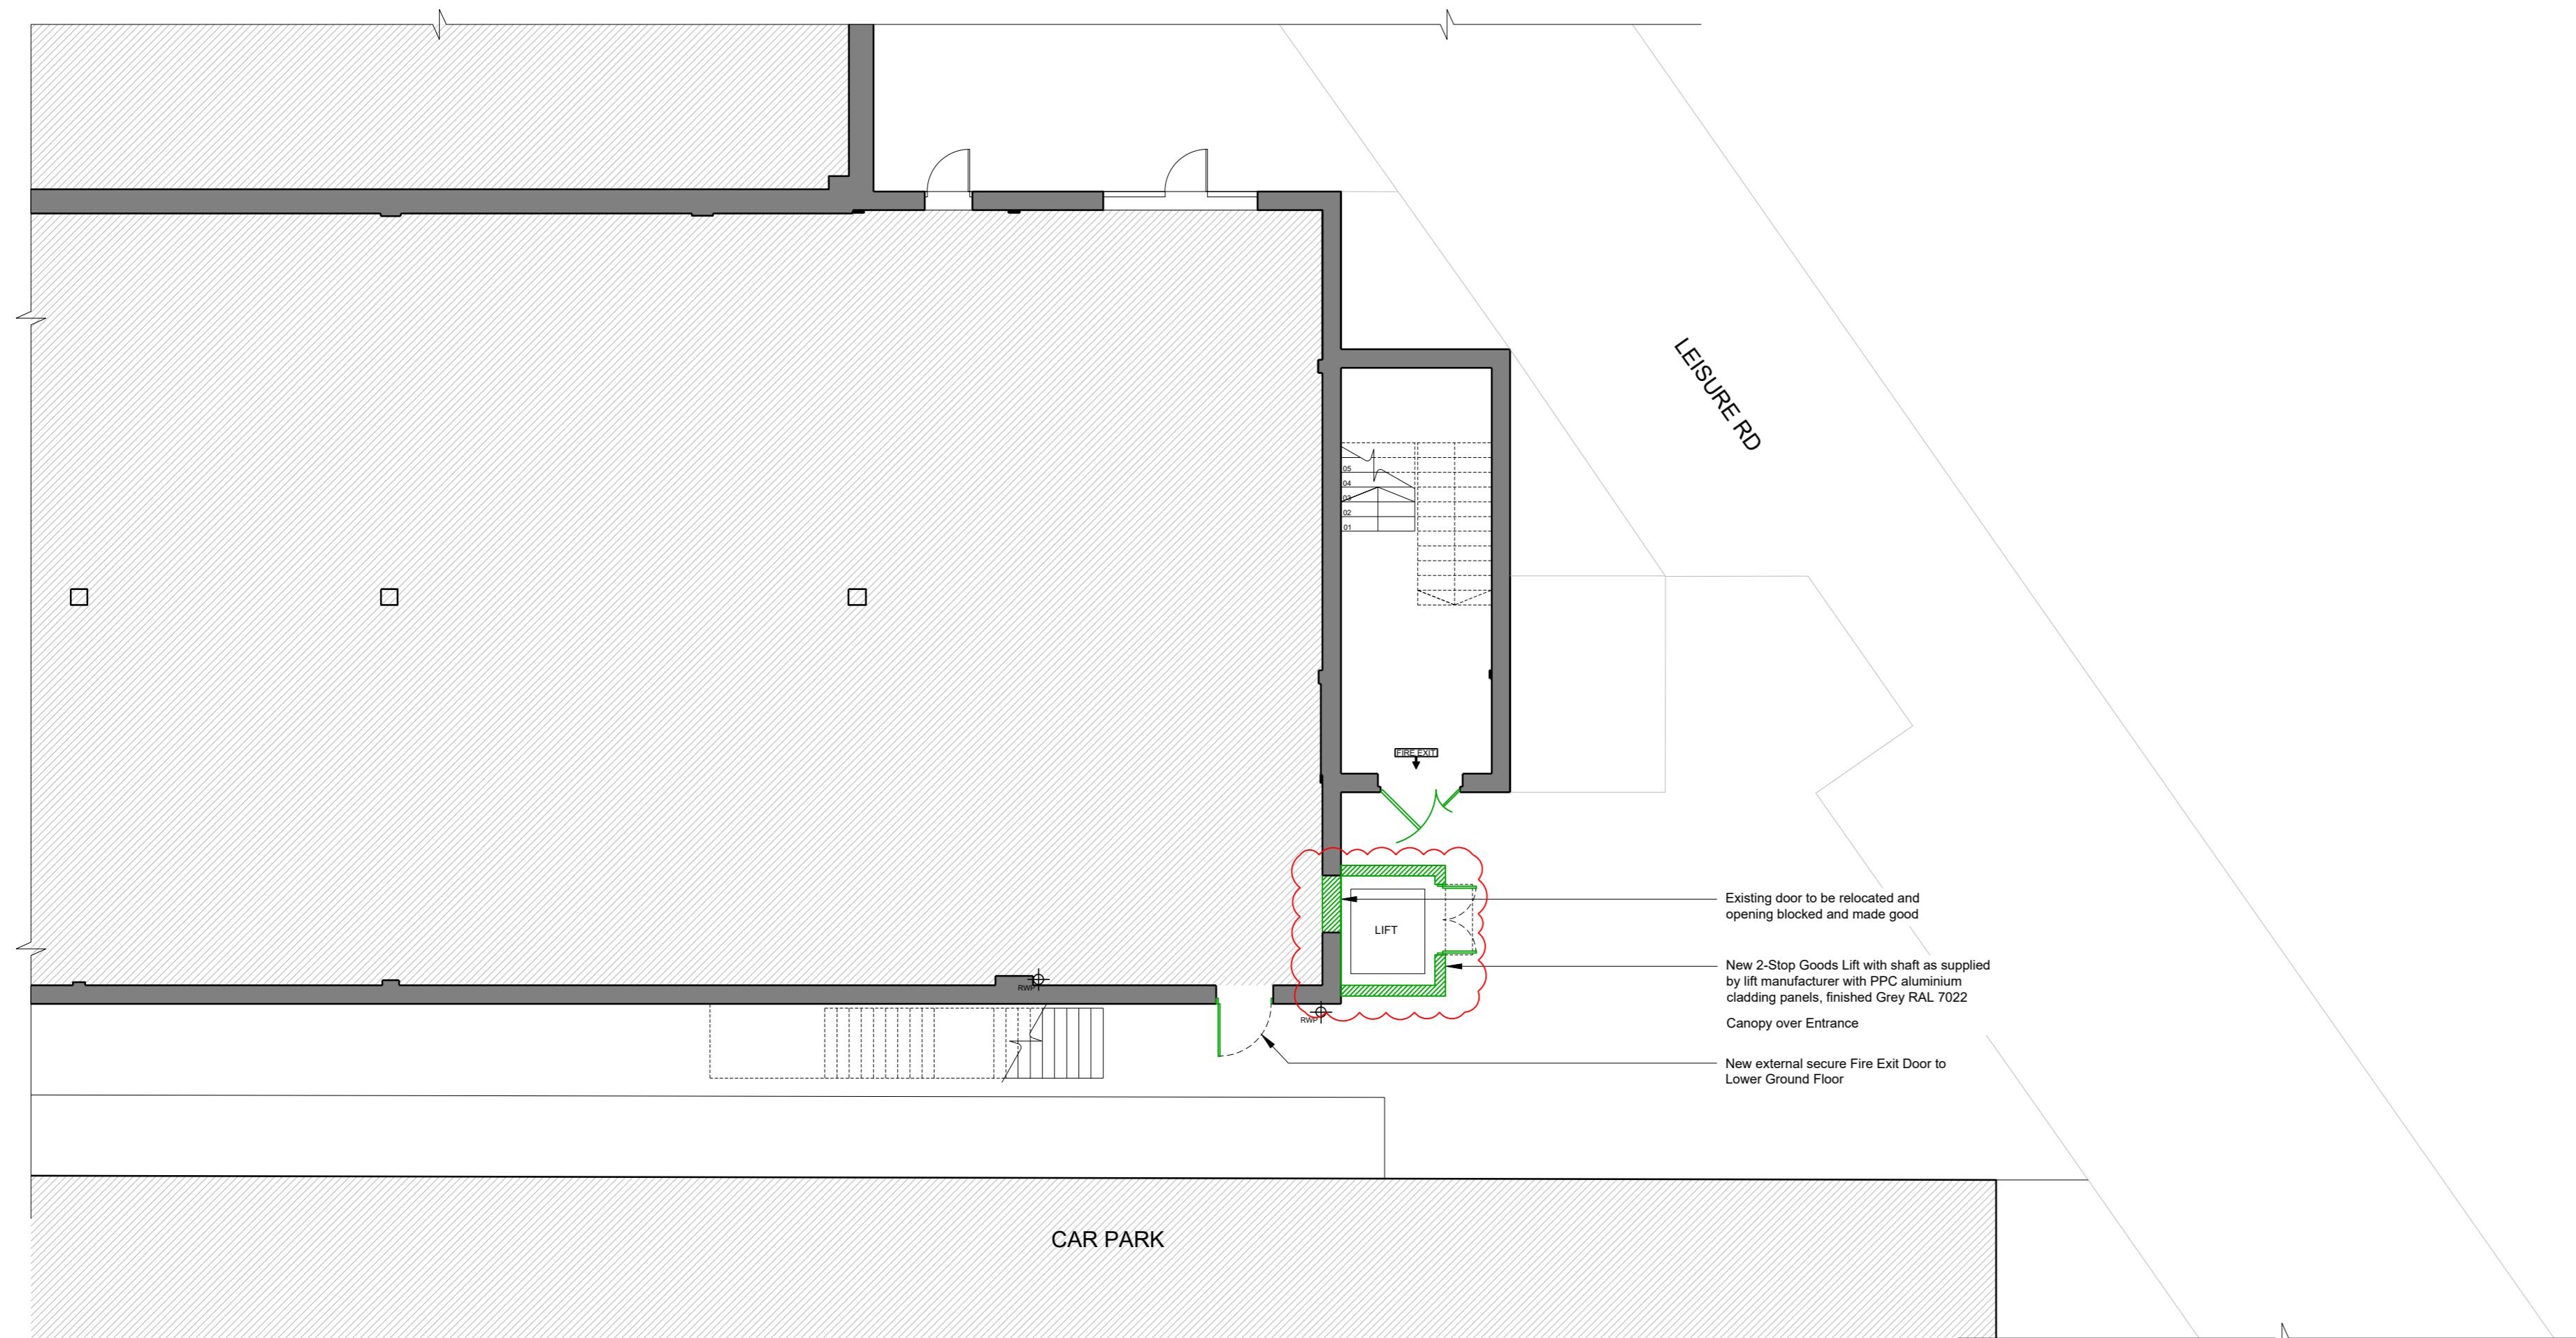 LEISURE RD
05
04
03
02
01
FIRE EXIT
Existing door to be relocated and
opening blocked and made good
LIFT
New 2-Stop Goods Lift with shaft as supplied
by lift manufacturer with PPC aluminium
cladding panels, finished Grey RAL 7022
RWP
RWP
Canopy over Entrance
New external secure Fire Exit Door to
Lower Ground Floor
CAR PARK